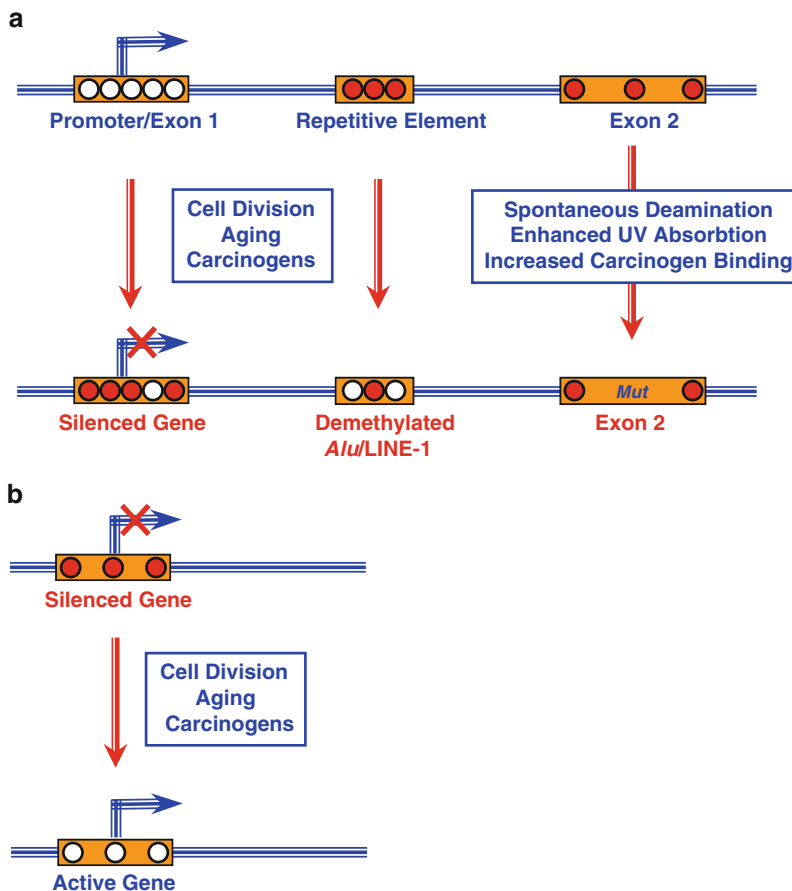 a
Promoter/Exon 1
Repetitive Element
Exon 2
Cell Division
Aging
Carcinogens
Spontaneous Deamination
Enhanced UV Absorbtion
Increased Carcinogen Binding
Mut
Silenced Gene
Demethylated
Alu/LINE-1
Exon 2
b
Silenced Gene
Cell Division
Aging
Carcinogens
Active Gene